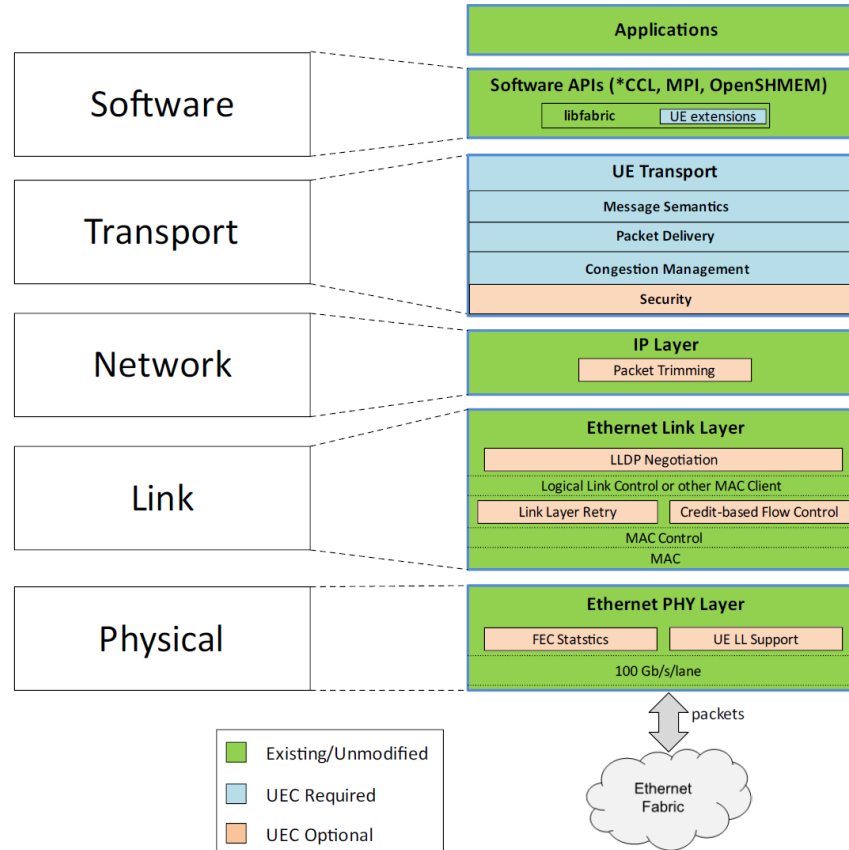 Applications
Software
Software APIs (*CCL, MPI, OpenSHMEM)
libfabric
UE extensions
Transport
UE Transport
Message Semantics
Packet Delivery
Congestion Management
Security
Network
IP Layer
Packet Trimming
Link
Ethernet Link Layer
LLDP Negotiation
Logical Link Control or other MAC Client
Link Layer Retry
Credit-based Flow Control
MAC Control
MAC
Physical
Ethernet PHY Layer
FEC Statstics
UE LL Support
100 Gb/s/lane
packets
Ethernet
Fabric
Existing/Unmodified
UEC Required
UEC Optional